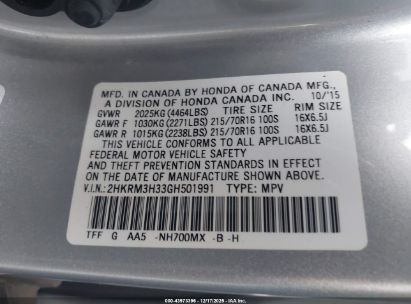 MFD. IN CANADA BY HONDA OF CANADA MFG.,
A DIVISION OF HONDA CANADA INC. 10/'15
GVWR 2025KG(4464LBS) TIRE SIZE RIM SIZE
GAWR F 1030KG(2271LBS) 215/70R16 100S 16X6.5J
GAWR R 1015KG(2238LBS) 215/70R16 100S 16X6.5J
THIS VEHICLE CONFORMS TO ALL APPLICABLE
FEDERAL MOTOR VEHICLE SAFETY
AND THEFT PREVENTION STANDARDS IN EFFECT
ON THE DATE OF MANUFACTURE SHOWN ABOVE.
V.I.N.: 2HKRM3H33GH501991 TYPE: MPV
TFF G AA5 -NH700MX -B -H